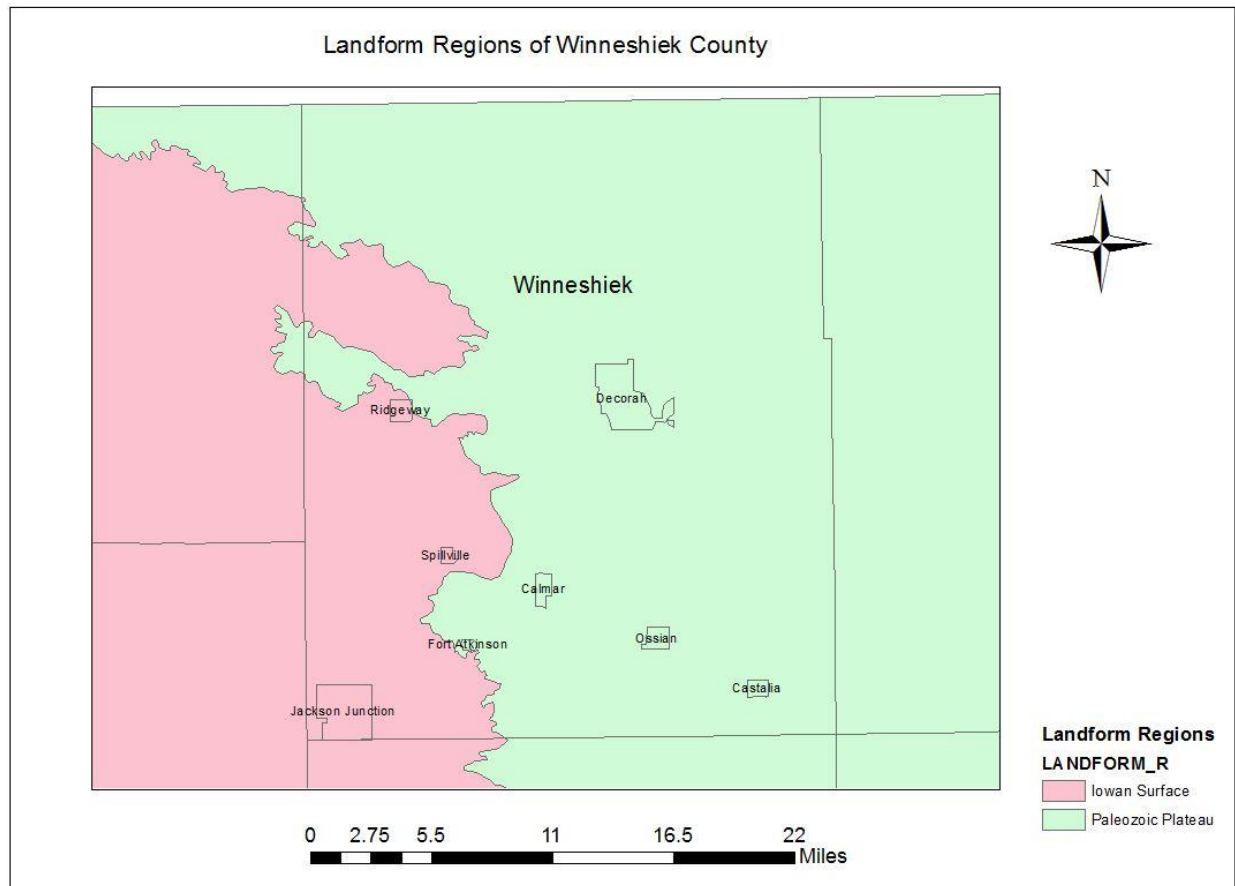 Landform Regions of Winneshiek County
N
Winneshiek
Decorah
Ridgeway
Spillville
Calmar
Fort Atkinson
Ossian
Castalia
Jackson Junction
Landform Regions
LANDFORM_R
Iowan Surface
Paleozoic Plateau
0 2.75 5.5 11 16.5 22
Miles